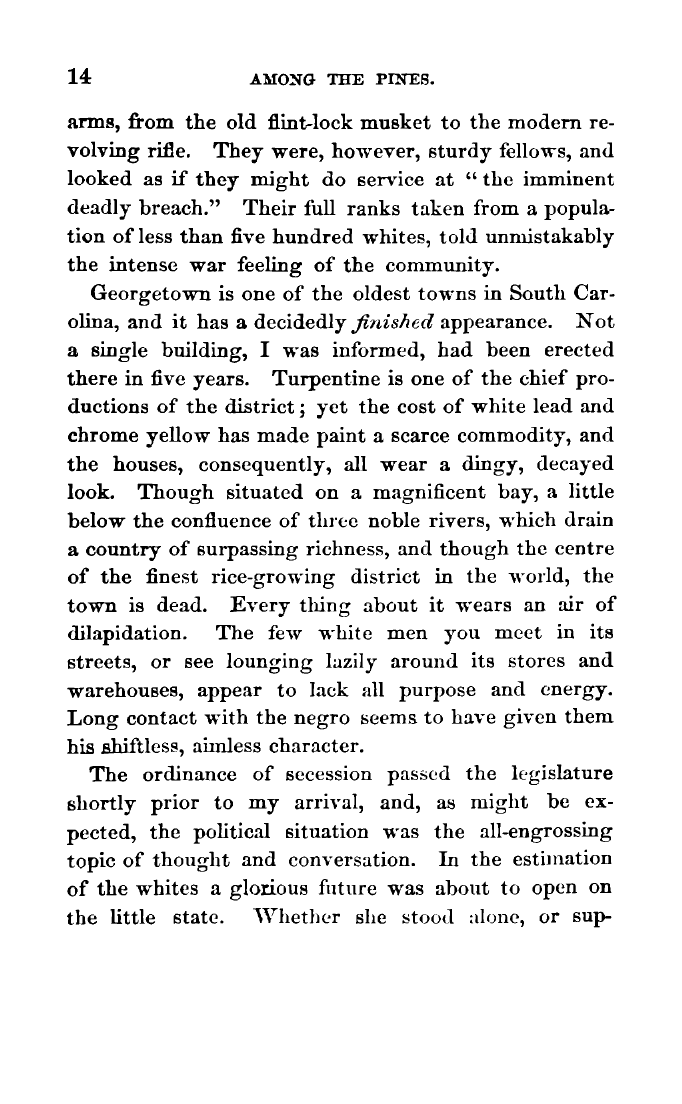 14 AMONG THE PINES.
arms, from the old flint-lock musket to the modern re-
volving rifle. They were, however, sturdy fellows, and
looked as if they might do service at “the imminent
deadly breach.” Their full ranks taken from a popula-
tion of less than five hundred whites, told unmistakably
the intense war feeling of the community.
Georgetown is one of the oldest towns in South Car-
olina, and it has a decidedly finished appearance. Not
a single building, I was informed, had been erected
there in five years. Turpentine is one of the chief pro-
ductions of the district; yet the cost of white lead and
chrome yellow has made paint a scarce commodity, and
the houses, consequently, all wear a dingy, decayed
look. Though situated on a magnificent bay, a little
below the confluence of three noble rivers, which drain
a country of surpassing richness, and though the centre
of the finest rice-growing district in the world, the
town is dead. Every thing about it wears an air of
dilapidation. The few white men you meet in its
streets, or see lounging lazily around its stores and
warehouses, appear to lack all purpose and energy.
Long contact with the negro seems to have given them
his shiftless, aimless character.
The ordinance of secession passed the legislature
shortly prior to my arrival, and, as might be ex-
pected, the political situation was the all-engrossing
topic of thought and conversation. In the estimation
of the whites a glorious future was about to open on
the little state. Whether she stood alone, or sup-